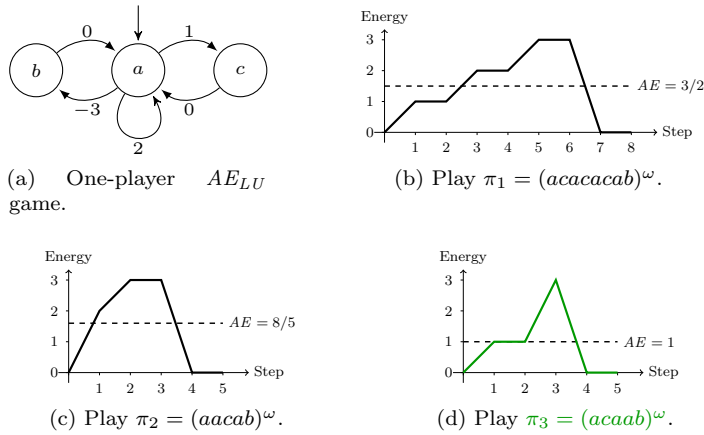 0
1
b
a
c
−3
0
2
(a) One-player AE_{LU}
game.
Energy
3
2
1
0
AE = 3/2
1 2 3 4 5 6 7 8
Step
(b) Play π₁ = (acacacab)^ω.
Energy
3
2
1
0
AE = 8/5
1 2 3 4 5
Step
(c) Play π₂ = (aacab)^ω.
Energy
3
2
1
0
AE = 1
1 2 3 4 5
Step
(d) Play π₃ = (acaab)^ω.